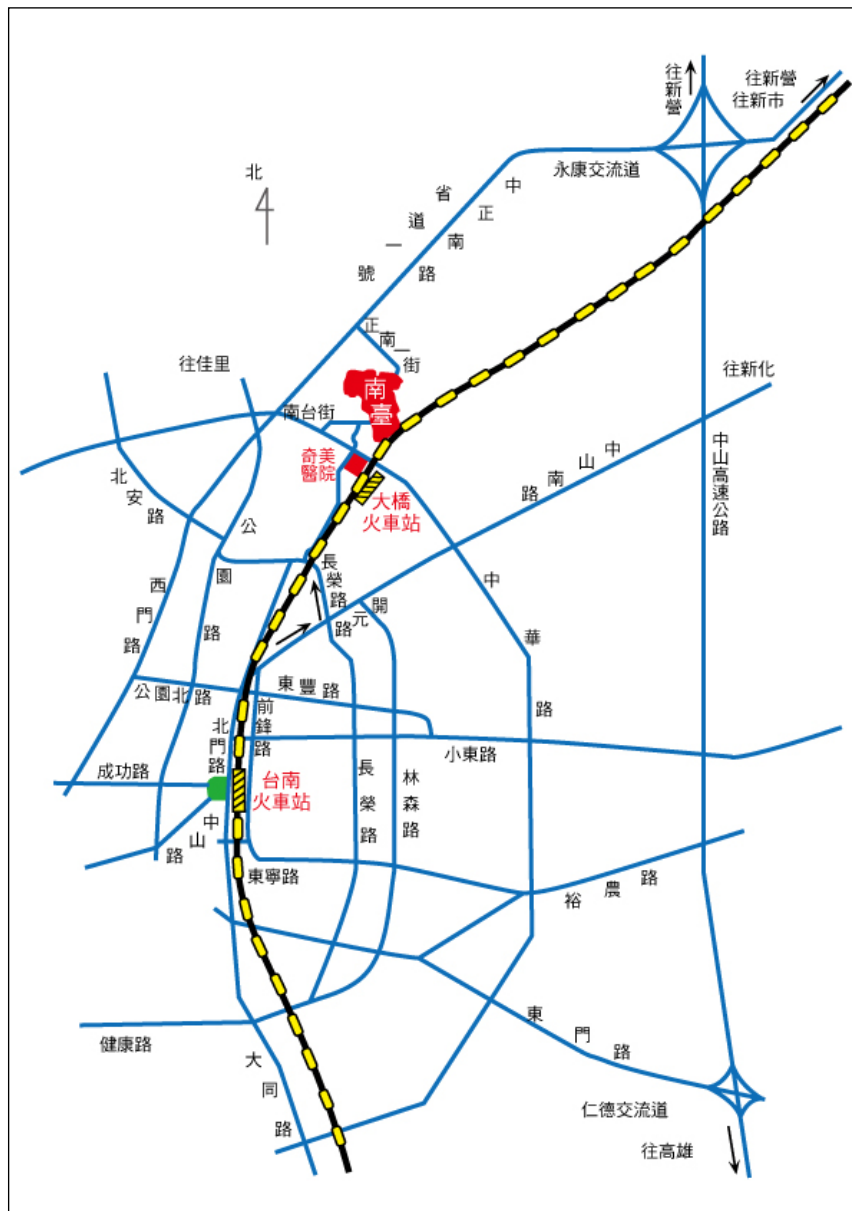 往新營
往新營
往新市
永康交流道
北
省道一號
中正南路
正南一街
往佳里
南臺
南台街
往新化
奇美
醫院
大橋
火車站
北安路
中山南路
中山高速公路
公園路
西門路
長榮路
開元路
中華路
公園北路
東豐路
前鋒路
北門路
小東路
成功路
台南
火車站
長榮路
林森路
中山路
東寧路
裕農路
健康路
大同路
東門路
仁德交流道
往高雄